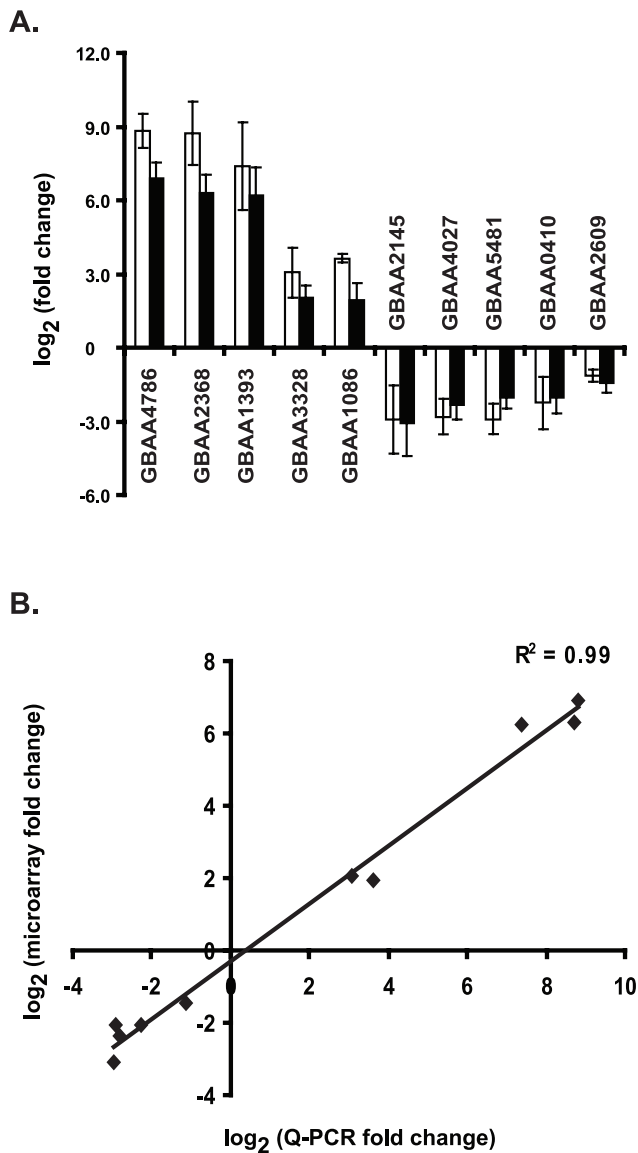 A.
12.0
9.0
6.0
3.0
0
-3.0
-6.0
log2 (fold change)
GBAA4786
GBAA2368
GBAA1393
GBAA3328
GBAA1086
GBAA2145
GBAA4027
GBAA5481
GBAA0410
GBAA2609
B.
R² = 0.99
8
6
4
2
0
-2
-4
log2 (microarray fold change)
-4
-2
0
2
4
6
8
10
log2 (Q-PCR fold change)